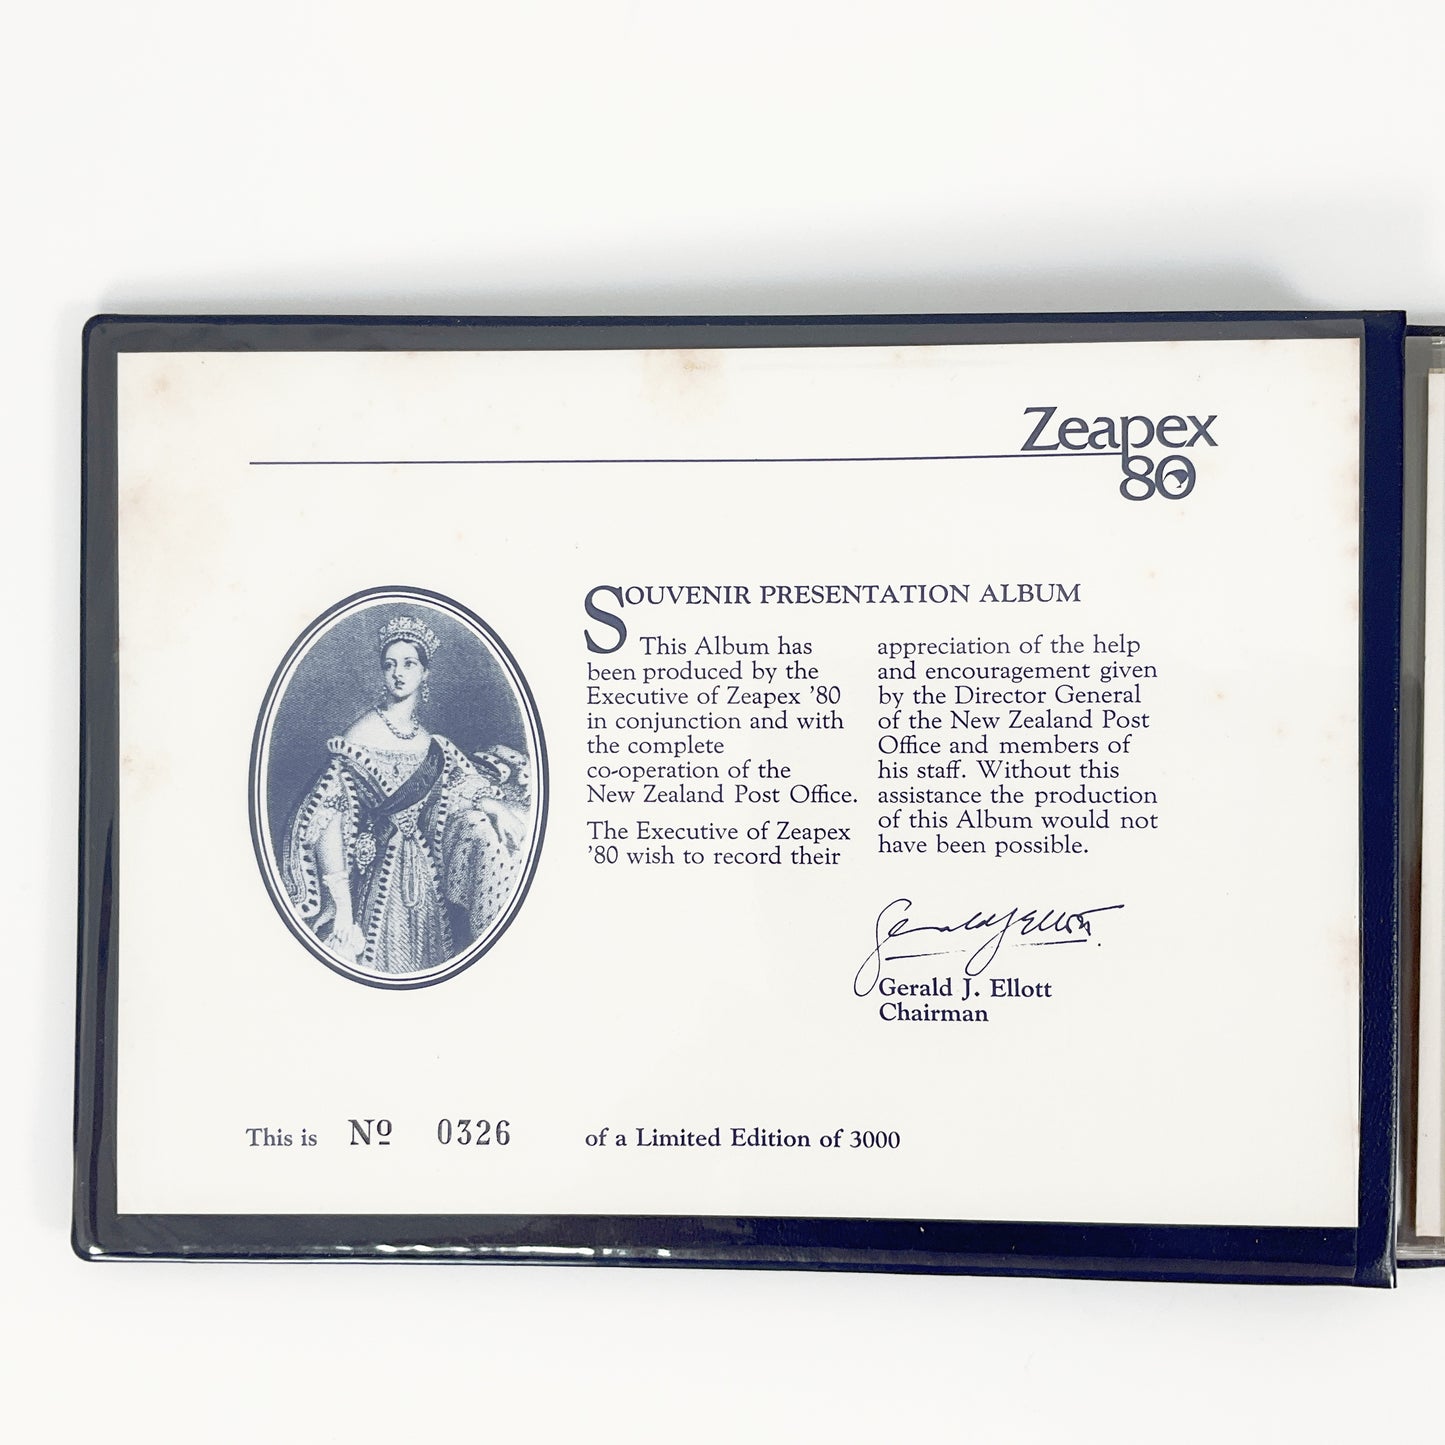 Zeapex
80
SOUVENIR PRESENTATION ALBUM
This Album has
been produced by the
Executive of Zeapex '80
in conjunction and with
the complete
co-operation of the
New Zealand Post Office.
The Executive of Zeapex
'80 wish to record their
appreciation of the help
and encouragement given
by the Director General
of the New Zealand Post
Office and members of
his staff. Without this
assistance the production
of this Album would not
have been possible.
Gerald J Ellott.
Gerald J. Ellott
Chairman
This is Nº 0326 of a Limited Edition of 3000